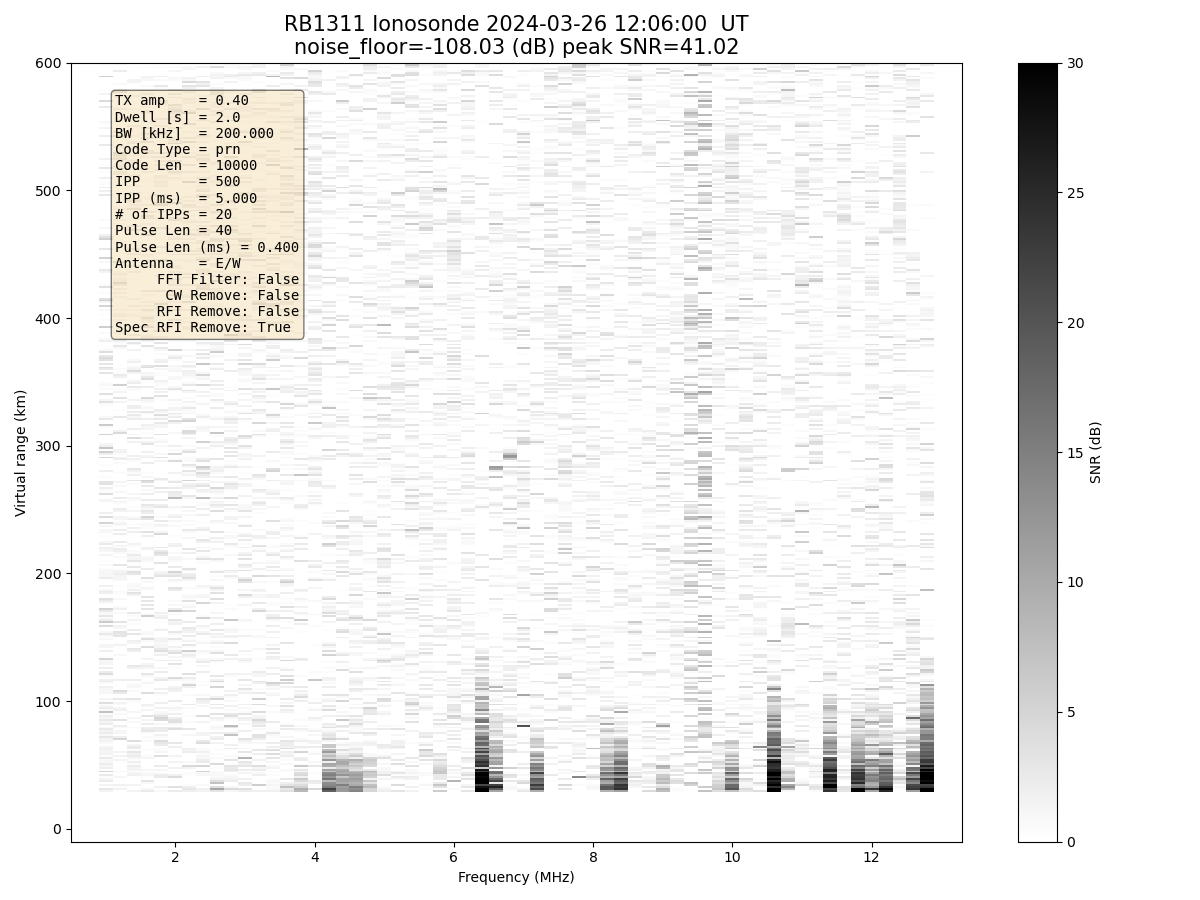 RB1311 Ionosonde 2024-03-26 12:06:00  UT
noise_floor=-108.03 (dB) peak SNR=41.02
TX amp    = 0.40
Dwell [s] = 2.0
BW [kHz]  = 200.000
Code Type = prn
Code Len  = 10000
IPP       = 500
IPP (ms)  = 5.000
# of IPPs = 20
Pulse Len = 40
Pulse Len (ms) = 0.400
Antenna   = E/W
FFT Filter: False
CW Remove: False
RFI Remove: False
Spec RFI Remove: True
600
500
400
300
200
100
0
Virtual range (km)
2
4
6
8
10
12
Frequency (MHz)
30
25
20
15
10
5
0
SNR (dB)